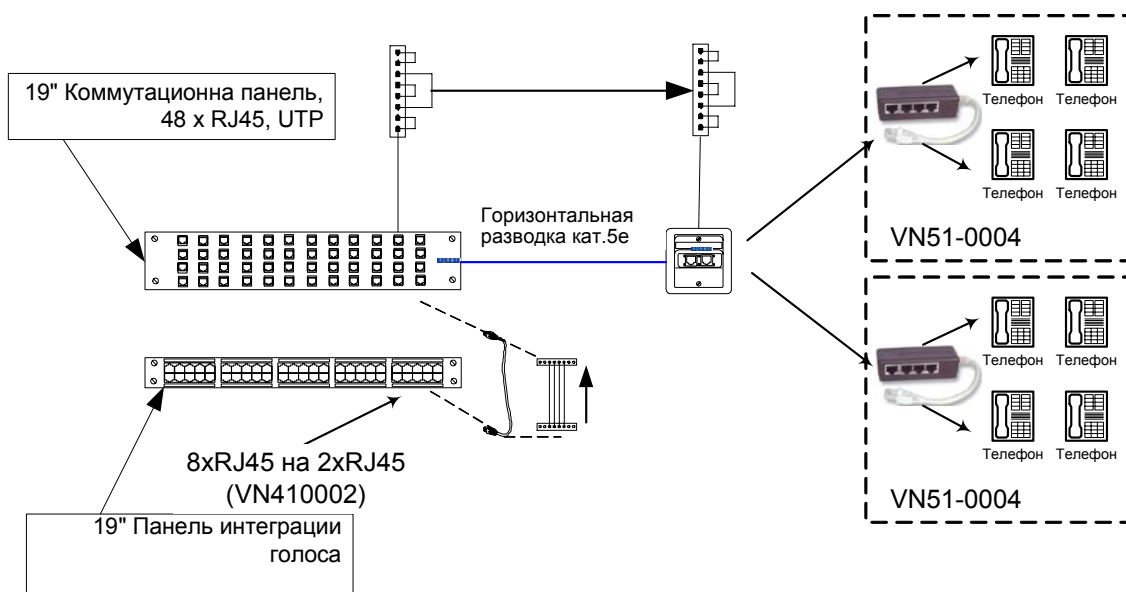 19" Коммутационна панель,
48 x RJ45, UTP
Горизонтальная
разводка кат.5е
8xRJ45 на 2xRJ45
(VN410002)
19" Панель интеграции
голоса
Телефон
Телефон
Телефон
Телефон
VN51-0004
Телефон
Телефон
Телефон
Телефон
VN51-0004